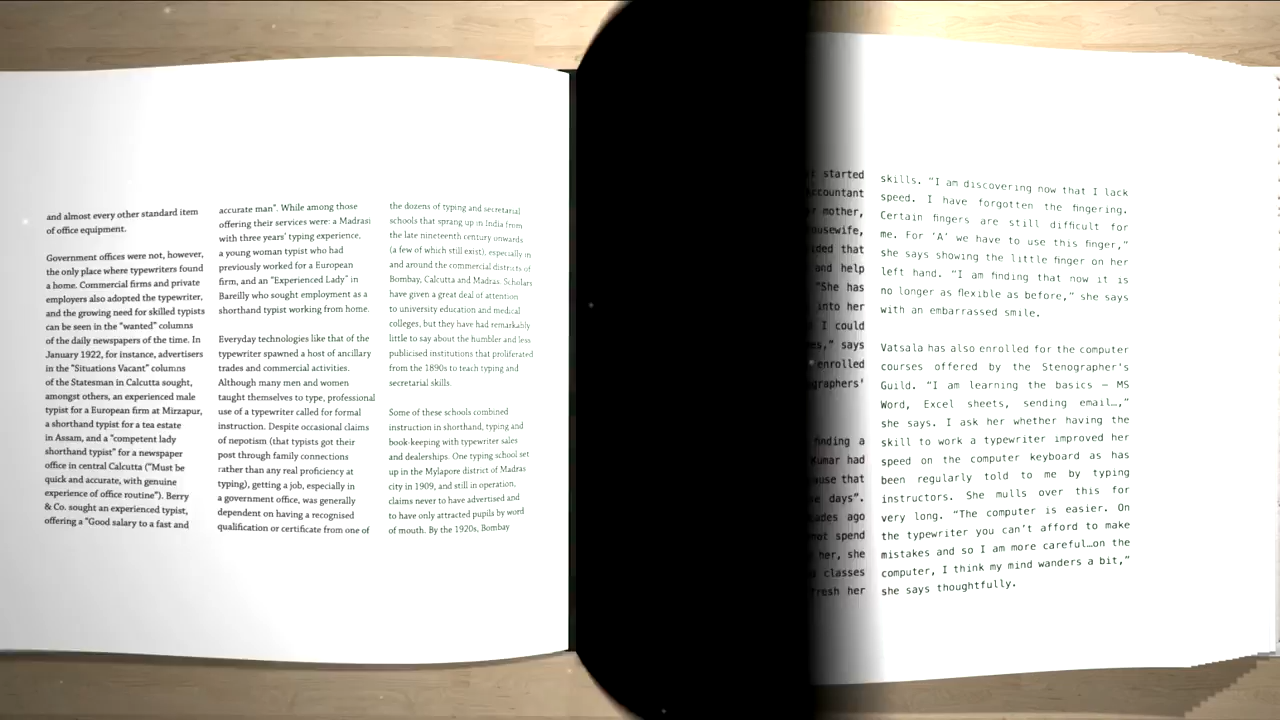 and almost every other standard item
of office equipment.
Government offices were not, however,
the only place where typewriters found
a home. Commercial firms and private
employers also adopted the typewriter,
and the growing need for skilled typists
can be seen in the "wanted" columns
of the daily newspapers of the time. In
January 1922, for instance, advertisers
in the "Situations Vacant" columns
of the Statesman in Calcutta sought,
amongst others, an experienced male
typist for a European firm at Mirzapur,
a shorthand typist for a tea estate
in Assam, and a "competent lady
shorthand typist" for a newspaper
office in central Calcutta ("Must be
quick and accurate, with genuine
experience of office routine"). Berry
& Co. sought an experienced typist,
offering a "Good salary to a fast and
accurate man". While among those
offering their services were: a Madrasi
with three years' typing experience,
a young woman typist who had
previously worked for a European
firm, and an "Experienced Lady" in
Bareilly who sought employment as a
shorthand typist working from home.
Everyday technologies like that of the
typewriter spawned a host of ancillary
trades and commercial activities.
Although many men and women
taught themselves to type, professional
use of a typewriter called for formal
instruction. Despite occasional claims
of nepotism (that typists got their
post through family connections
rather than any real proficiency at
typing), getting a job, especially in
a government office, was generally
dependent on having a recognised
qualification or certificate from one of
the dozens of typing and secretarial
schools that sprang up in India from
the late nineteenth century onwards
(a few of which still exist), especially in
and around the commercial districts of
Bombay, Calcutta and Madras. Scholars
have given a great deal of attention
to university education and medical
colleges, but they have had remarkably
little to say about the humbler and less
publicised institutions that proliferated
from the 1890s to teach typing and
secretarial skills.
Some of these schools combined
instruction in shorthand, typing and
book-keeping with typewriter sales
and dealerships. One typing school set
up in the Mylapore district of Madras
city in 1909, and still in operation,
claims never to have advertised and
to have only attracted pupils by word
of mouth. By the 1920s, Bombay
started
mother,
that
and help
"She has
into her
I could
says
enrolled
finding a
Kumar had
that
days".
ago
spend
her, she
classes
her
skills. "I am discovering now that I lack
speed. I have forgotten the fingering.
Certain fingers are still difficult for
me. For 'A' we have to use this finger,"
she says showing the little finger on her
left hand. "I am finding that now it is
no longer as flexible as before," she says
with an embarrassed smile.
Vatsala has also enrolled for the computer
courses offered by the Stenographer's
Guild. "I am learning the basics – MS
Word, Excel sheets, sending email…,"
she says. I ask her whether having the
skill to work a typewriter improved her
speed on the computer keyboard as has
been regularly told to me by typing
instructors. She mulls over this for
very long. "The computer is easier. On
the typewriter you can't afford to make
mistakes and so I am more careful…on the
computer, I think my mind wanders a bit,"
she says thoughtfully.